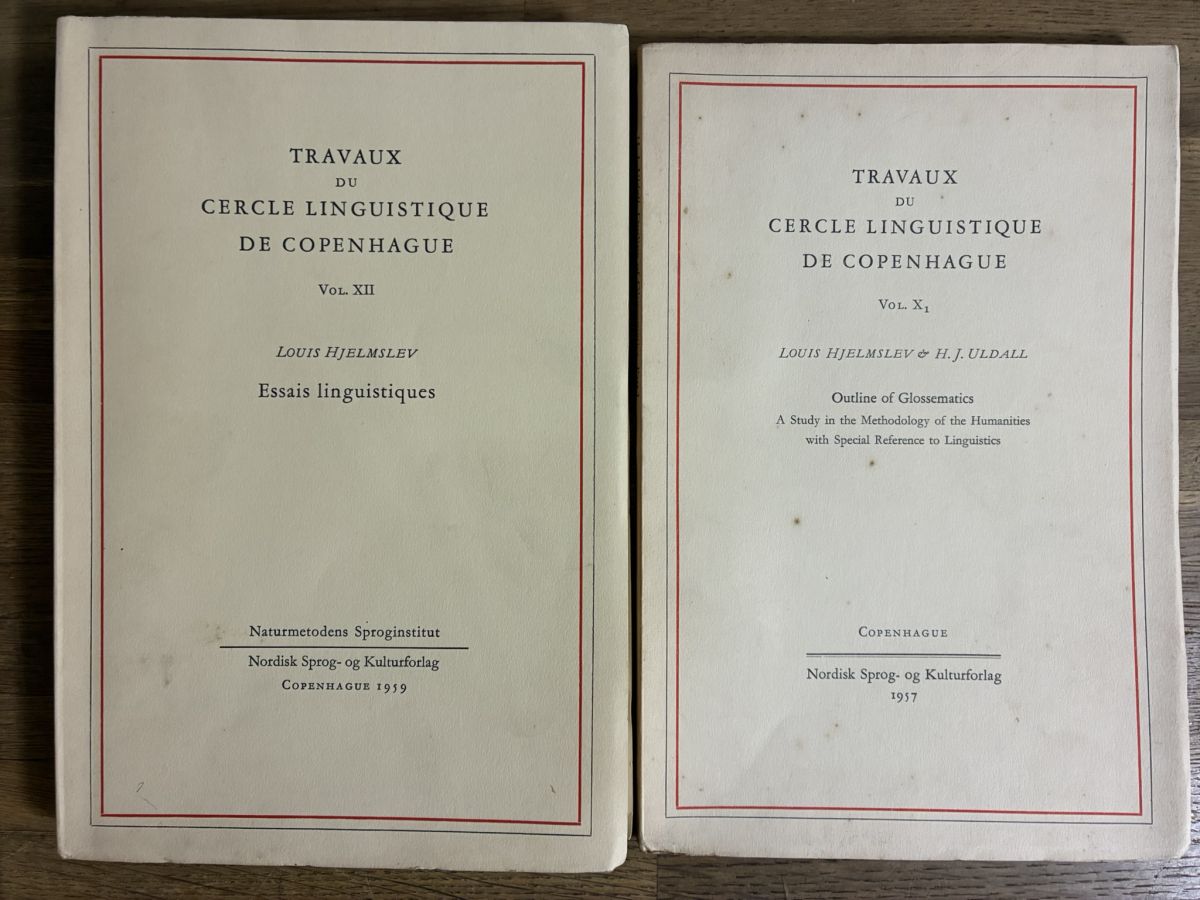 TRAVAUX
DU
CERCLE LINGUISTIQUE
DE COPENHAGUE
VOL. XII
LOUIS HJELMSLEV
Essais linguistiques
Naturmetodens Sproginstitut
Nordisk Sprog- og Kulturforlag
COPENHAGUE 1959
TRAVAUX
DU
CERCLE LINGUISTIQUE
DE COPENHAGUE
VOL. X₁
LOUIS HJELMSLEV & H. J. ULDALL
Outline of Glossematics
A Study in the Methodology of the Humanities
with Special Reference to Linguistics
COPENHAGUE
Nordisk Sprog- og Kulturforlag
1957